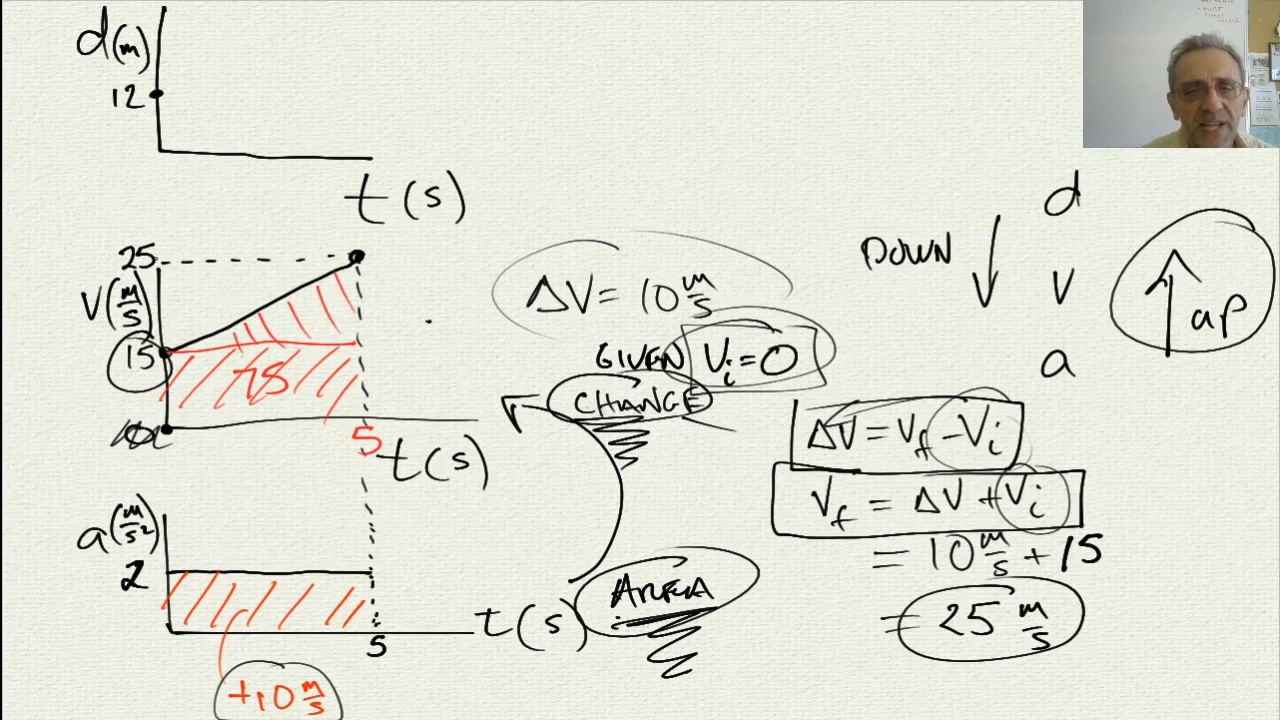 d(m)
12
t(s)
25
V(m/s)
15
75
5
t(s)
a(m/s²)
2
5
t(s)
+10 m/s
ΔV = 10 m/s
GIVEN Vi = 0
CHANGE
AREA
DOWN
d
V
a
up
ΔV = Vf - Vi
Vf = ΔV + Vi
= 10 m/s + 15
= 25 m/s